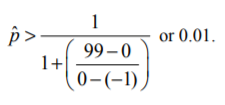 p̂ > 1 / (1 + ((99 − 0) / (0 − (−1)))) or 0.01.